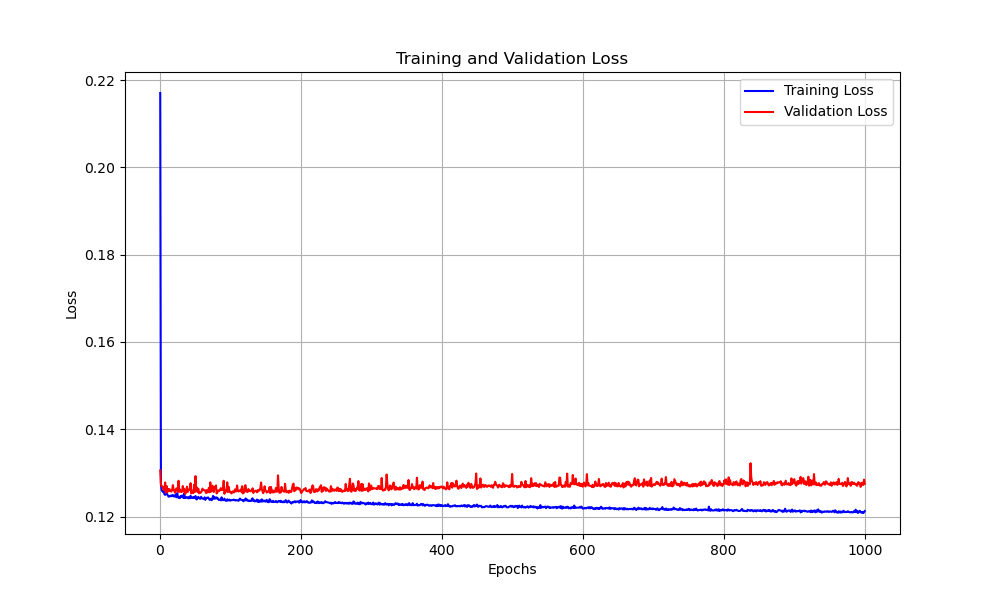 Training and Validation Loss
Training Loss
Validation Loss
0.22
0.20
0.18
0.16
0.14
0.12
Loss
0
200
400
600
800
1000
Epochs